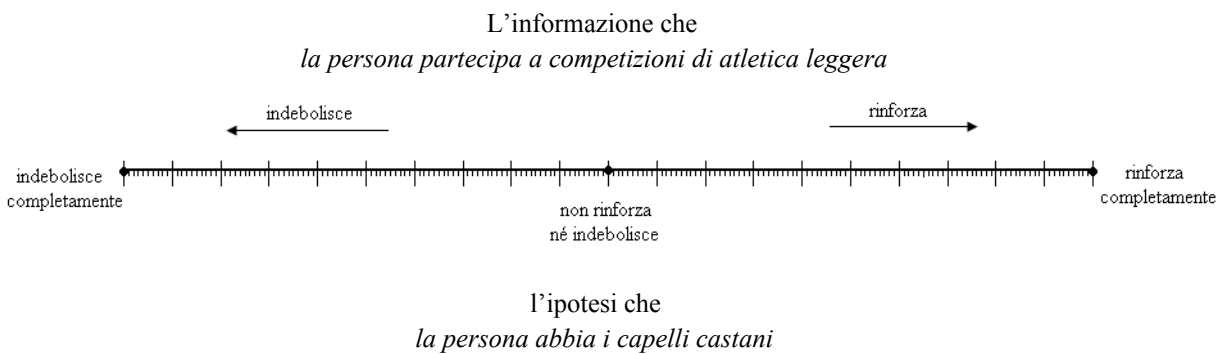 L’informazione che
la persona partecipa a competizioni di atletica leggera
indebolisce
rinforza
indebolisce
completamente
non rinforza
né indebolisce
rinforza
completamente
l’ipotesi che
la persona abbia i capelli castani